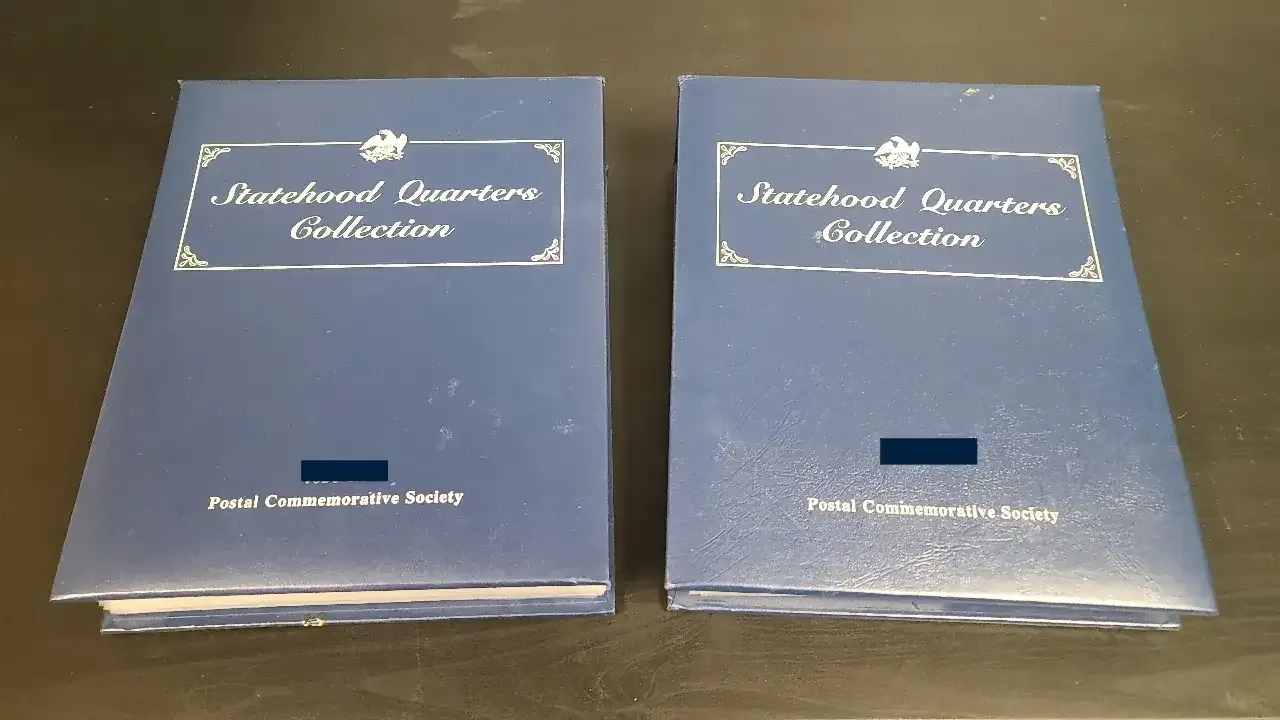 Statehood Quarters
Collection
Postal Commemorative Society
Statehood Quarters
Collection
Postal Commemorative Society